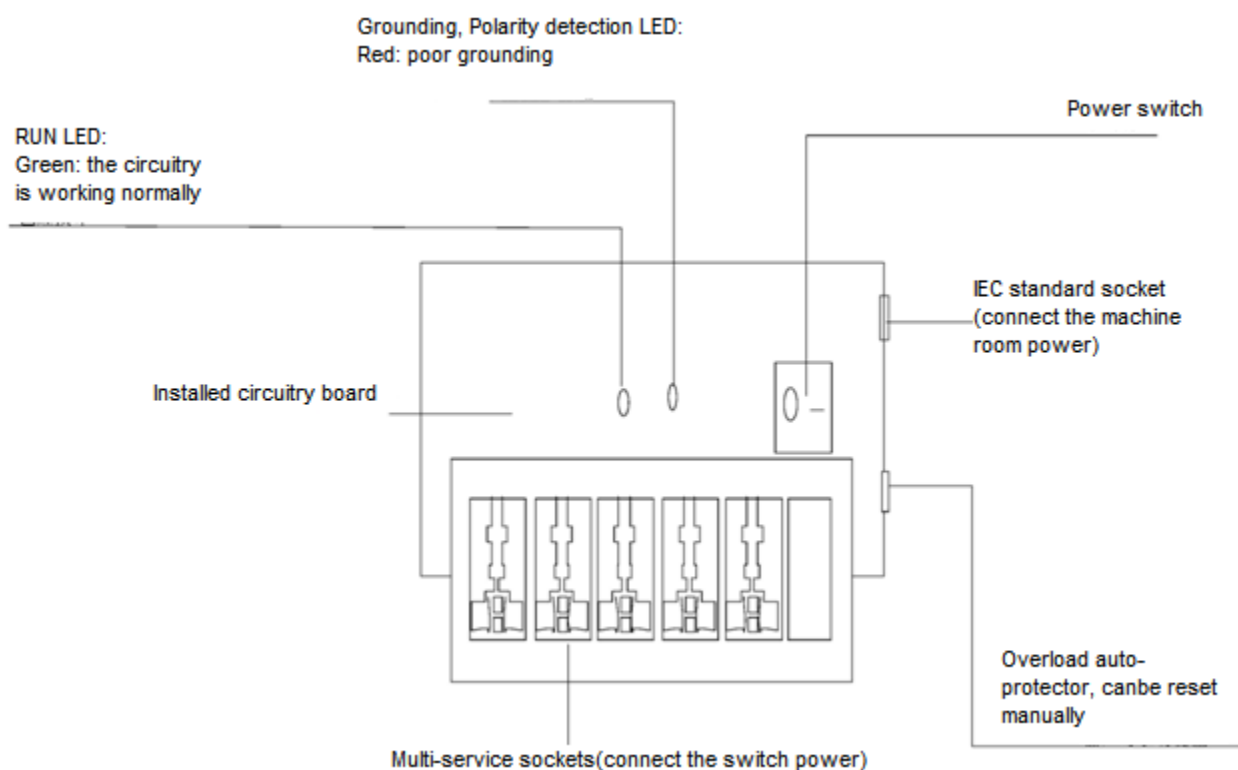 Grounding, Polarity detection LED:
Red: poor grounding
Power switch
RUN LED:
Green: the circuitry
is working normally
IEC standard socket
(connect the machine
room power)
Installed circuitry board
Overload auto-
protector, canbe reset
manually
Multi-service sockets(connect the switch power)